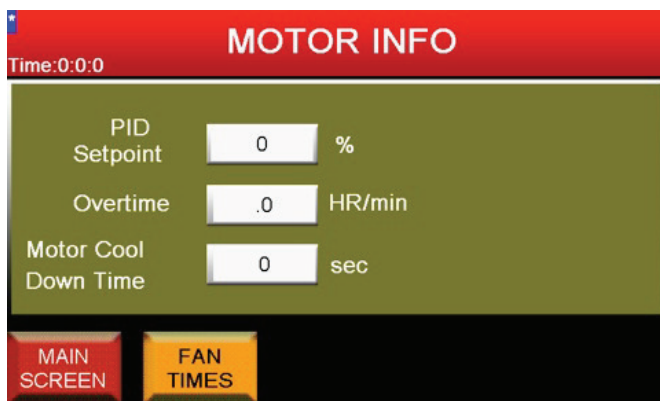 *
MOTOR INFO
Time:0:0:0
PID
Setpoint
0
%
Overtime
.0
HR/min
Motor Cool
Down Time
0
sec
MAIN
SCREEN
FAN
TIMES